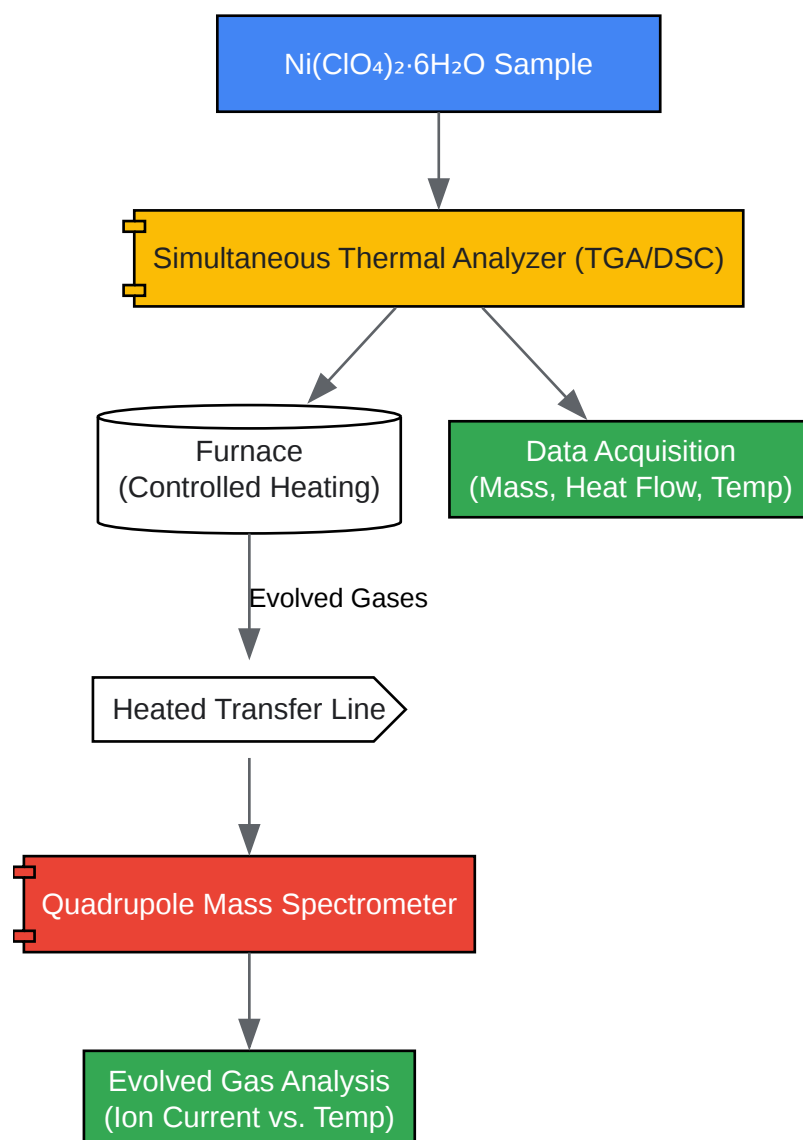 Ni(ClO₄)₂·6H₂O Sample
Simultaneous Thermal Analyzer (TGA/DSC)
Furnace
(Controlled Heating)
Data Acquisition
(Mass, Heat Flow, Temp)
Evolved Gases
Heated Transfer Line
Quadrupole Mass Spectrometer
Evolved Gas Analysis
(Ion Current vs. Temp)